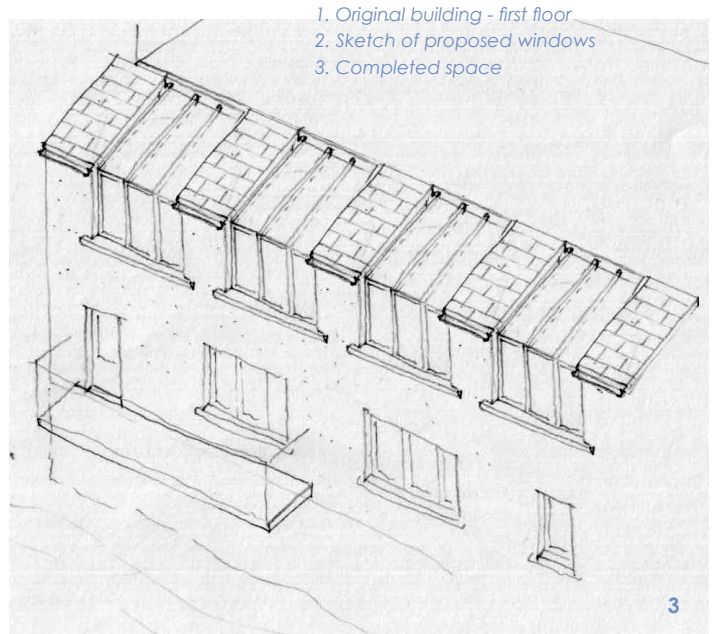 1. Original building - first floor
2. Sketch of proposed windows
3. Completed space
3